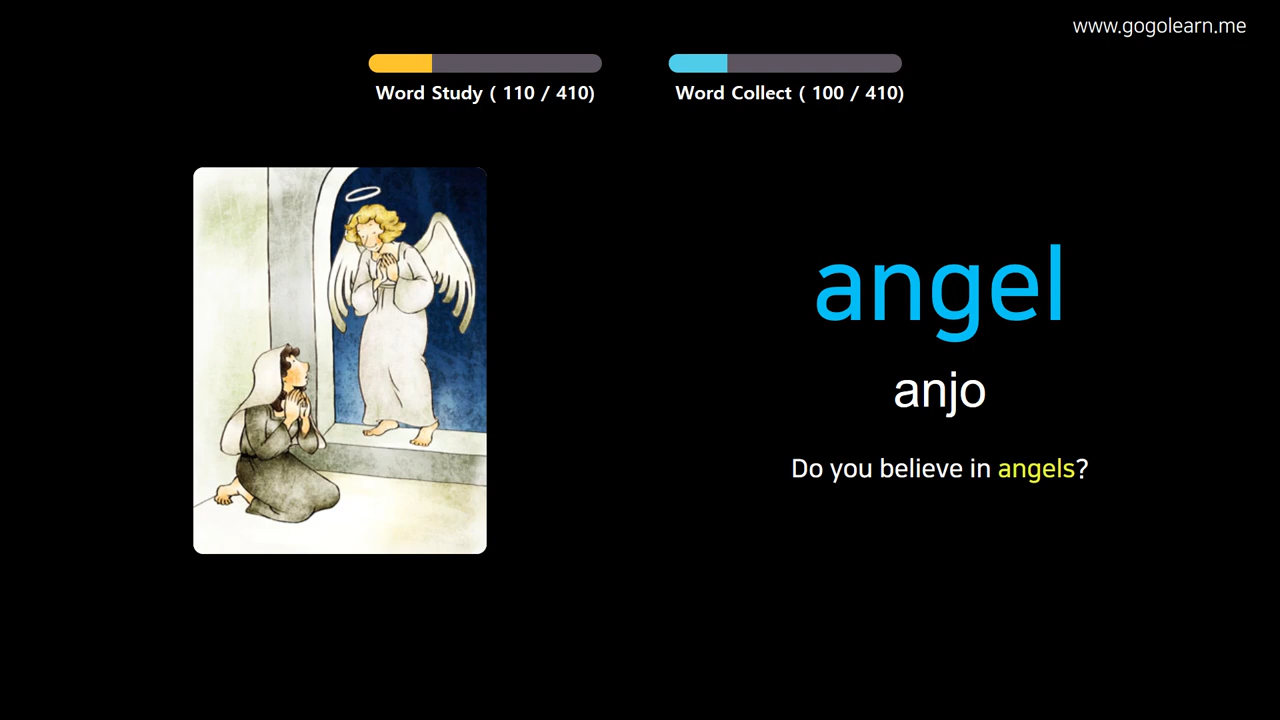 www.gogolearn.me
Word Study ( 110 / 410)
Word Collect ( 100 / 410)
angel
anjo
Do you believe in angels?